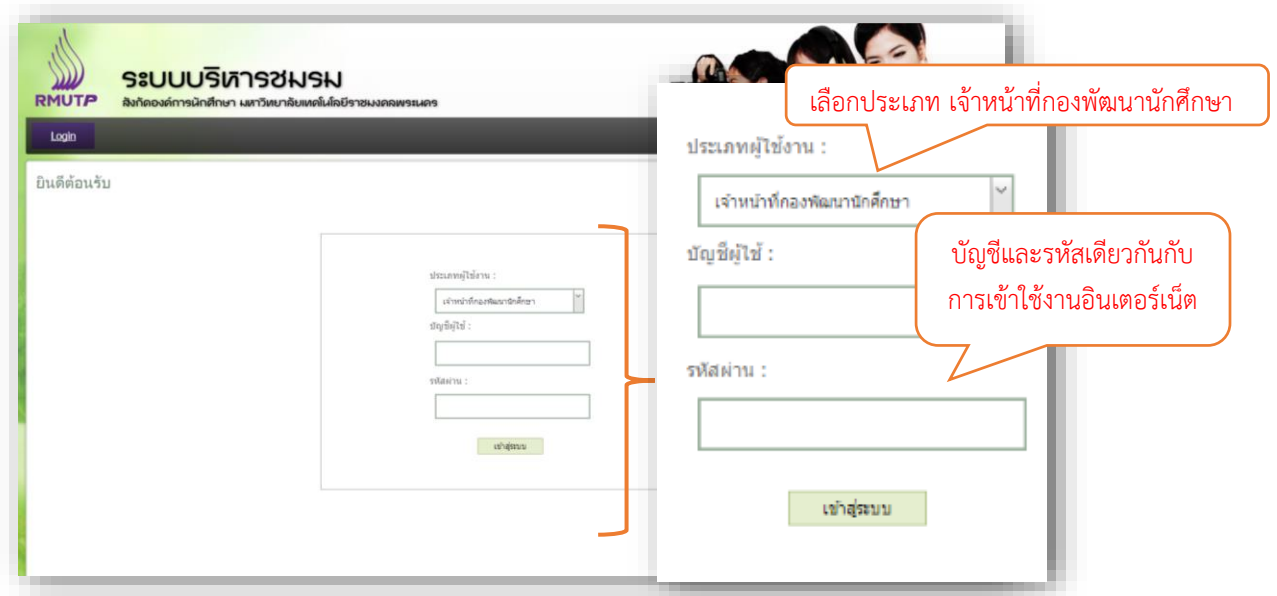 RMUTP
ระบบบริหารชมรม
สังกัดองค์การนักศึกษา มหาวิทยาลัยเทคโนโลยีราชมงคลพระนคร
Login
ยินดีต้อนรับ
ประเภทผู้ใช้งาน :
เจ้าหน้าที่กองพัฒนานักศึกษา
บัญชีผู้ใช้ :
รหัสผ่าน :
เข้าสู่ระบบ
เลือกประเภท เจ้าหน้าที่กองพัฒนานักศึกษา
ประเภทผู้ใช้งาน :
เจ้าหน้าที่กองพัฒนานักศึกษา
บัญชีผู้ใช้ :
บัญชีและรหัสเดียวกันกับ
การเข้าใช้งานอินเตอร์เน็ต
รหัสผ่าน :
เข้าสู่ระบบ